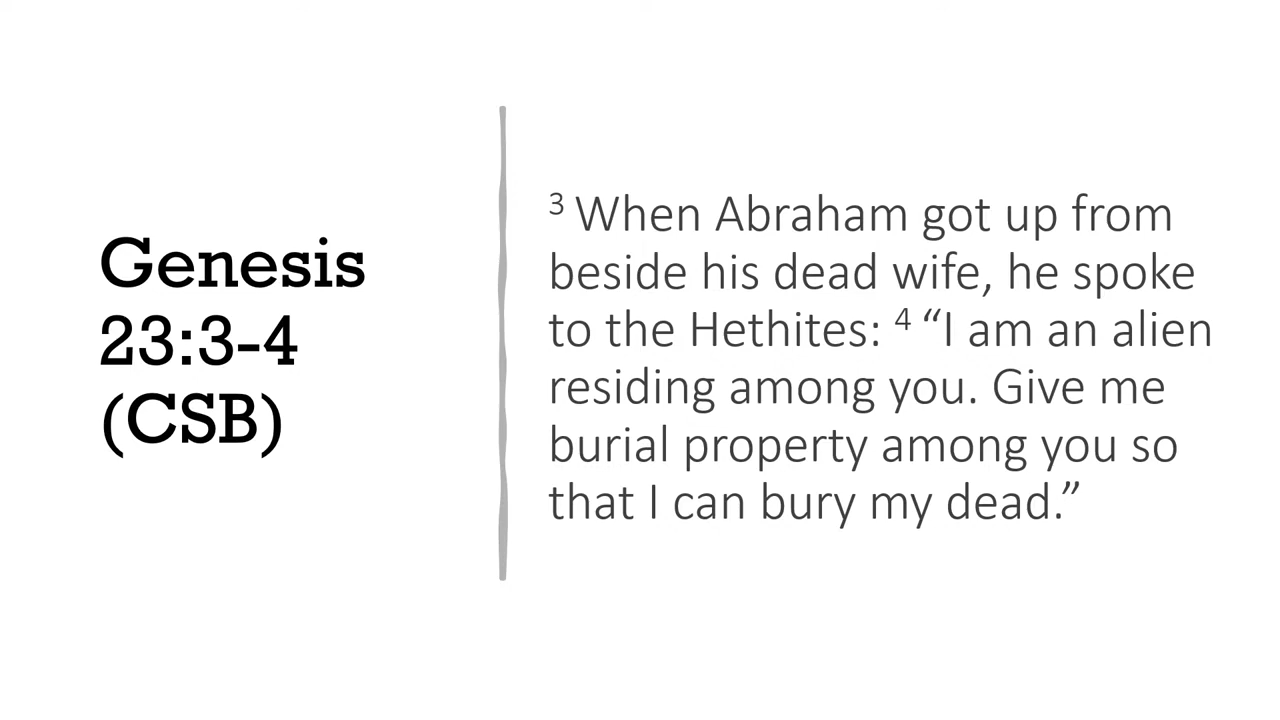 Genesis
23:3-4
(CSB)
³ When Abraham got up from
beside his dead wife, he spoke
to the Hethites: ⁴ “I am an alien
residing among you. Give me
burial property among you so
that I can bury my dead.”